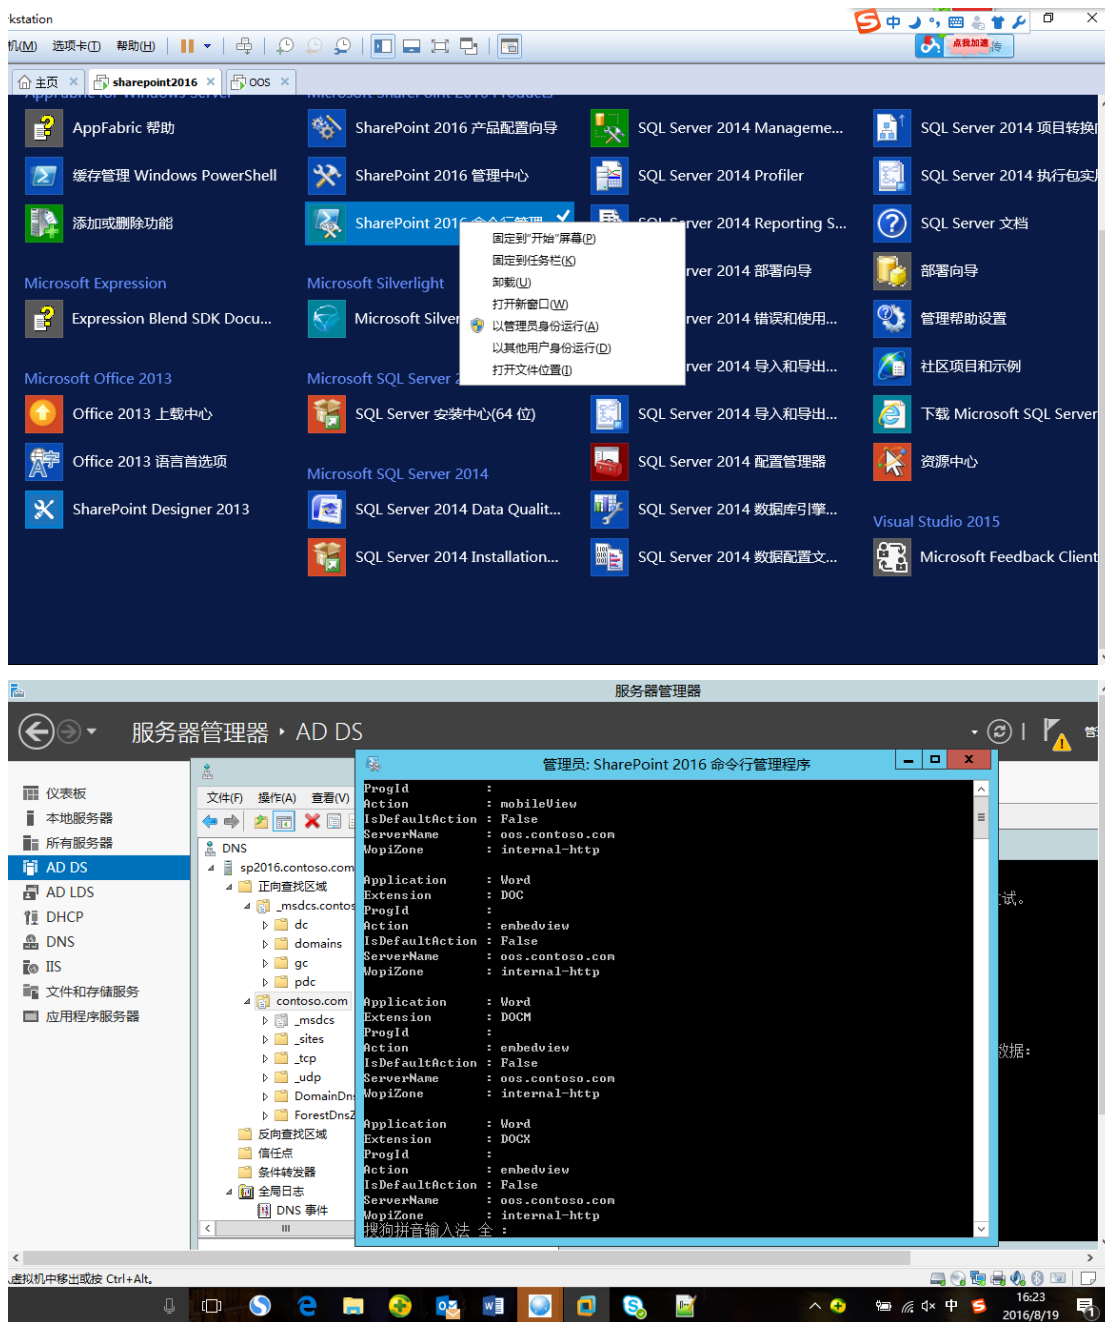 kstation
中
机(M) 选项卡(T) 帮助(H)
点我加速
传
主页 sharepoint2016 OOS
AppFabric for Windows Server
Microsoft SharePoint 2016 Products
AppFabric 帮助
SharePoint 2016 产品配置向导
SQL Server 2014 Manageme...
SQL Server 2014 项目转换
缓存管理 Windows PowerShell
SharePoint 2016 管理中心
SQL Server 2014 Profiler
SQL Server 2014 执行包实
添加或删除功能
SharePoint 2016 命令行管理
rver 2014 Reporting S...
SQL Server 文档
固定到"开始"屏幕(P)
固定到任务栏(K)
卸载(U)
打开新窗口(W)
以管理员身份运行(A)
以其他用户身份运行(D)
打开文件位置(I)
Microsoft Expression
Microsoft Silverlight
rver 2014 部署向导
部署向导
Expression Blend SDK Docu...
Microsoft Silver
rver 2014 错误和使用...
管理帮助设置
Microsoft Office 2013
Microsoft SQL Server 2
rver 2014 导入和导出...
社区项目和示例
Office 2013 上载中心
SQL Server 安装中心(64 位)
SQL Server 2014 导入和导出...
下载 Microsoft SQL Server
Office 2013 语言首选项
Microsoft SQL Server 2014
SQL Server 2014 配置管理器
资源中心
SharePoint Designer 2013
SQL Server 2014 Data Qualit...
SQL Server 2014 数据库引擎...
Visual Studio 2015
SQL Server 2014 Installation...
SQL Server 2014 数据配置文...
Microsoft Feedback Client
服务器管理器
服务器管理器 · AD DS
管
仪表板
本地服务器
所有服务器
AD DS
AD LDS
DHCP
DNS
IIS
文件和存储服务
应用程序服务器
文件(F) 操作(A) 查看(V)
DNS
sp2016.contoso.com
正向查找区域
_msdcs.contos
dc
domains
gc
pdc
contoso.com
_msdcs
_sites
_tcp
_udp
DomainDn
ForestDnsZ
反向查找区域
信任点
条件转发器
全局日志
DNS 事件
管理员: SharePoint 2016 命令行管理程序
ProgId :
Action : mobileView
IsDefaultAction : False
ServerName : oos.contoso.com
WopiZone : internal-http
Application : Word
Extension : DOC
ProgId :
Action : embedview
IsDefaultAction : False
ServerName : oos.contoso.com
WopiZone : internal-http
Application : Word
Extension : DOCM
ProgId :
Action : embedview
IsDefaultAction : False
ServerName : oos.contoso.com
WopiZone : internal-http
Application : Word
Extension : DOCX
ProgId :
Action : embedview
IsDefaultAction : False
ServerName : oos.contoso.com
WopiZone : internal-http
搜狗拼音输入法 全 :
试。
数据:
虚拟机中移出或按 Ctrl+Alt。
中
16:23
2016/8/19